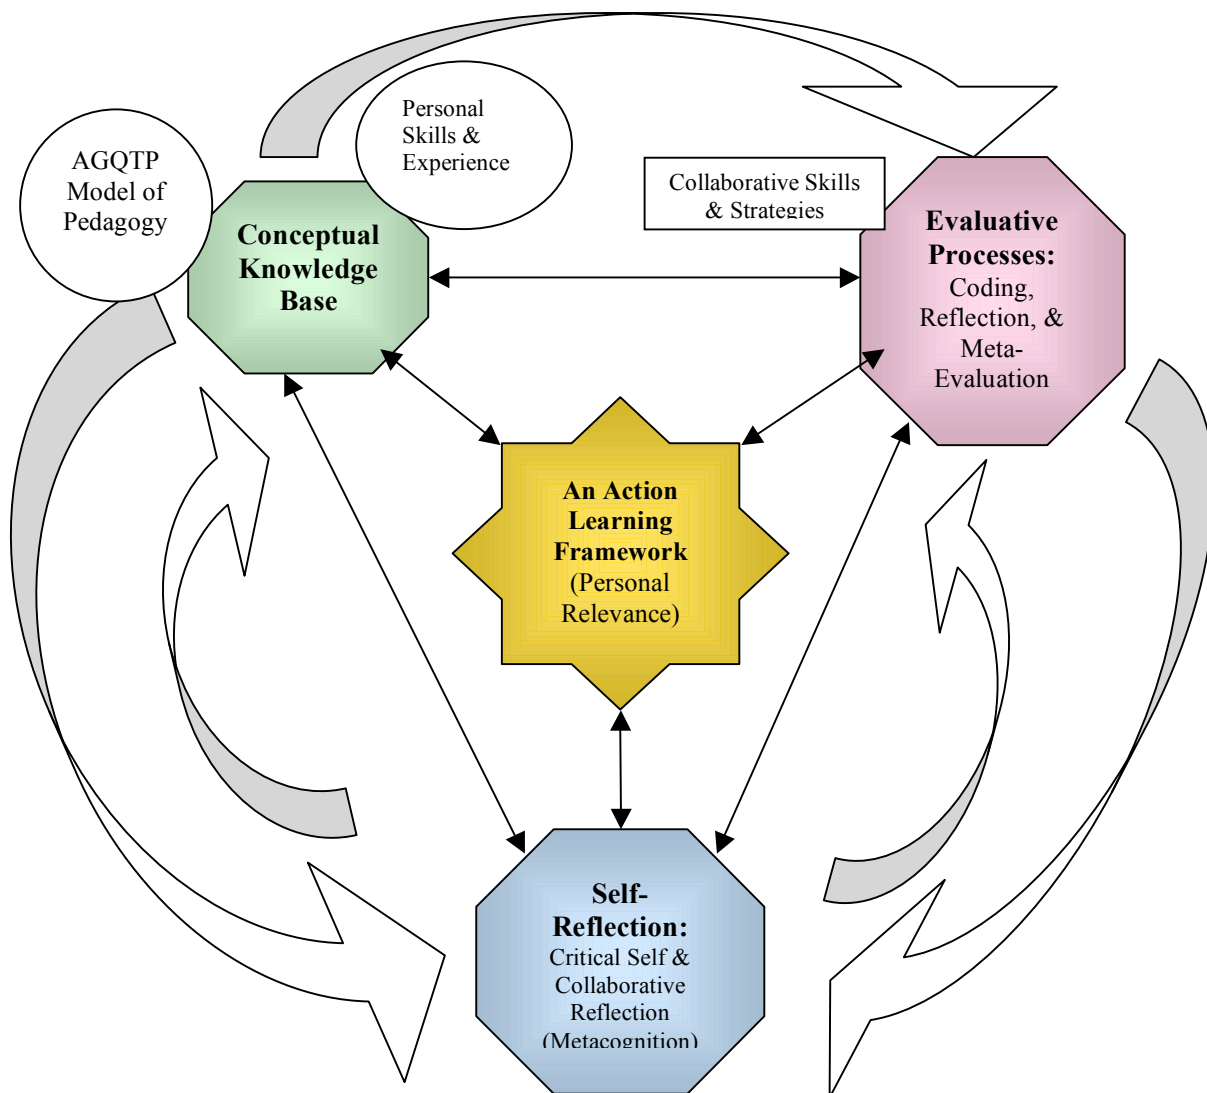 Personal
Skills &
Experience
AGQTP
Model of
Pedagogy
Collaborative Skills
& Strategies
Conceptual
Knowledge
Base
Evaluative
Processes:
Coding,
Reflection, &
Meta-
Evaluation
An Action
Learning
Framework
(Personal
Relevance)
Self-
Reflection:
Critical Self &
Collaborative
Reflection
(Metacognition)